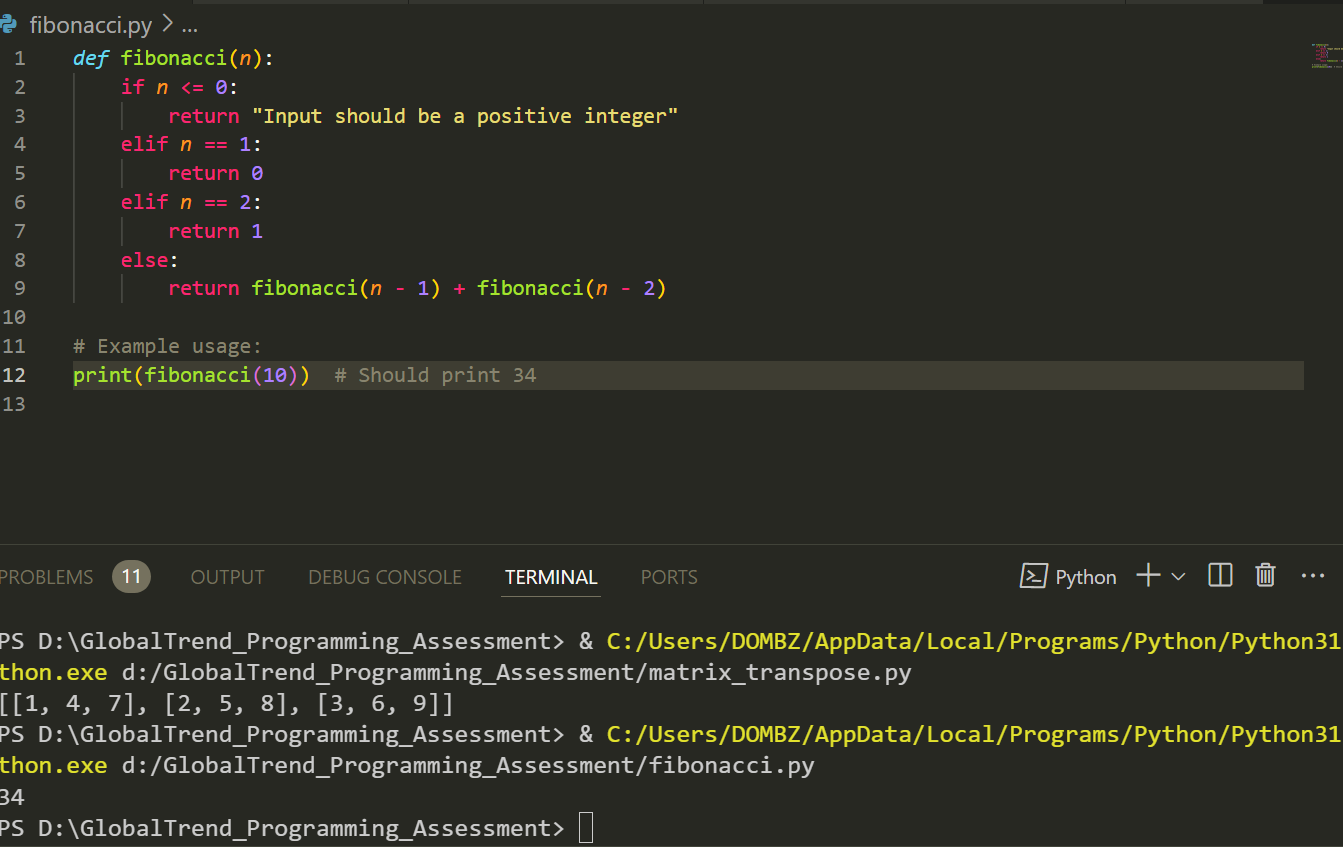 fibonacci.py > ...
1 def fibonacci(n):
2     if n <= 0:
3         return "Input should be a positive integer"
4     elif n == 1:
5         return 0
6     elif n == 2:
7         return 1
8     else:
9         return fibonacci(n - 1) + fibonacci(n - 2)
10
11 # Example usage:
12 print(fibonacci(10))  # Should print 34
13
PROBLEMS 11 OUTPUT DEBUG CONSOLE TERMINAL PORTS Python
PS D:\GlobalTrend_Programming_Assessment> & C:/Users/DOMBZ/AppData/Local/Programs/Python/Python31
thon.exe d:/GlobalTrend_Programming_Assessment/matrix_transpose.py
[[1, 4, 7], [2, 5, 8], [3, 6, 9]]
PS D:\GlobalTrend_Programming_Assessment> & C:/Users/DOMBZ/AppData/Local/Programs/Python/Python31
thon.exe d:/GlobalTrend_Programming_Assessment/fibonacci.py
34
PS D:\GlobalTrend_Programming_Assessment>